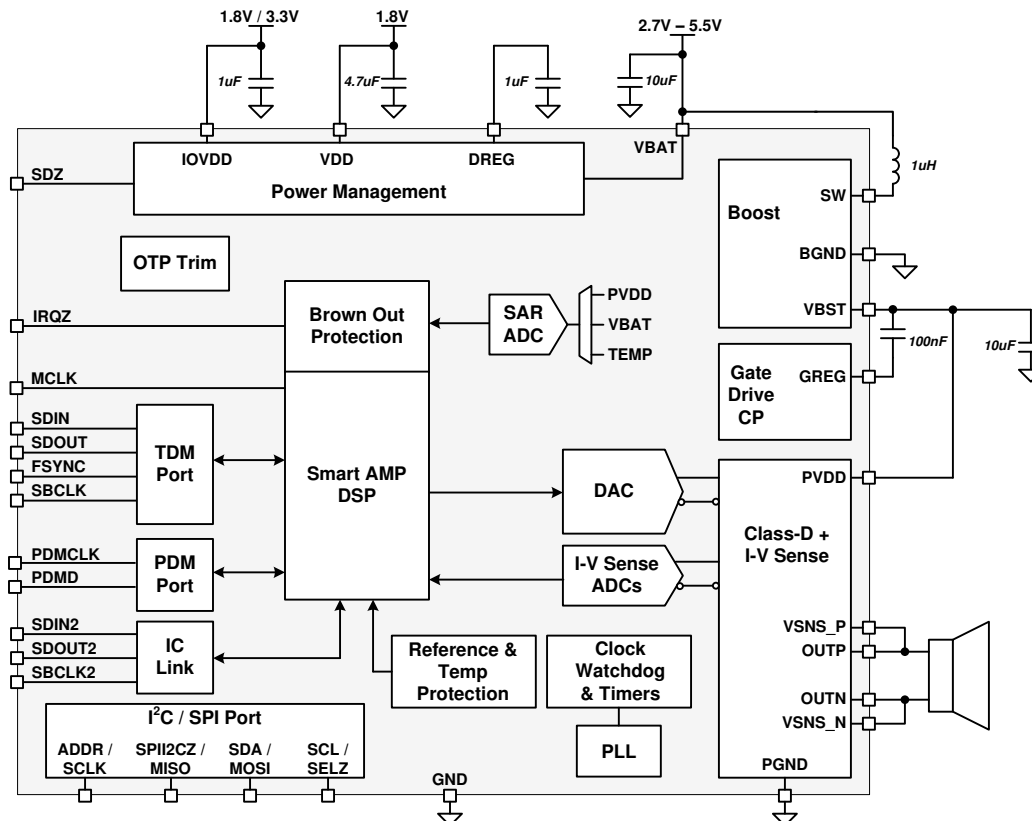 1.8V / 3.3V
1.8V
2.7V – 5.5V
1uF
4.7uF
1uF
10uF
IOVDD
VDD
DREG
VBAT
Power Management
SDZ
1uH
SW
Boost
BGND
VBST
OTP Trim
IRQZ
Brown Out
Protection
SAR
ADC
PVDD
VBAT
TEMP
100nF
10uF
GREG
Gate
Drive
CP
MCLK
SDIN
SDOUT
FSYNC
SBCLK
TDM
Port
Smart AMP
DSP
DAC
PVDD
Class-D +
I-V Sense
I-V Sense
ADCs
PDMCLK
PDMD
PDM
Port
SDIN2
SDOUT2
SBCLK2
IC
Link
Reference &
Temp
Protection
Clock
Watchdog
& Timers
PLL
VSNS_P
OUTP
OUTN
VSNS_N
PGND
I2C / SPI Port
ADDR /
SCLK
SPII2CZ /
MISO
SDA /
MOSI
SCL /
SELZ
GND